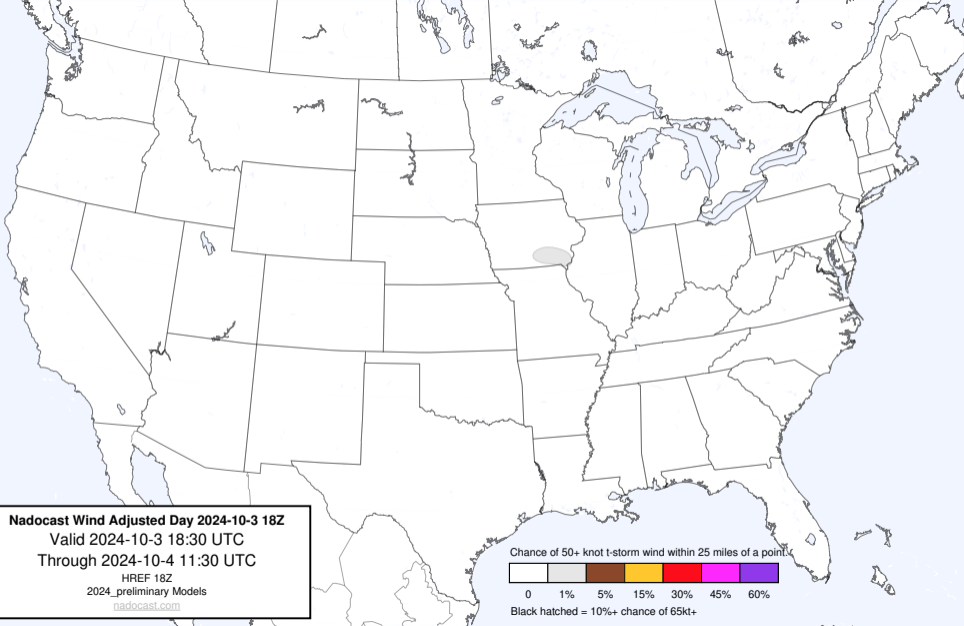 Nadocast Wind Adjusted Day 2024-10-3 18Z
Valid 2024-10-3 18:30 UTC
Through 2024-10-4 11:30 UTC
HREF 18Z
2024_preliminary Models
nadocast.com
Chance of 50+ knot t-storm wind within 25 miles of a point.
0 1% 5% 15% 30% 45% 60%
Black hatched = 10%+ chance of 65kt+